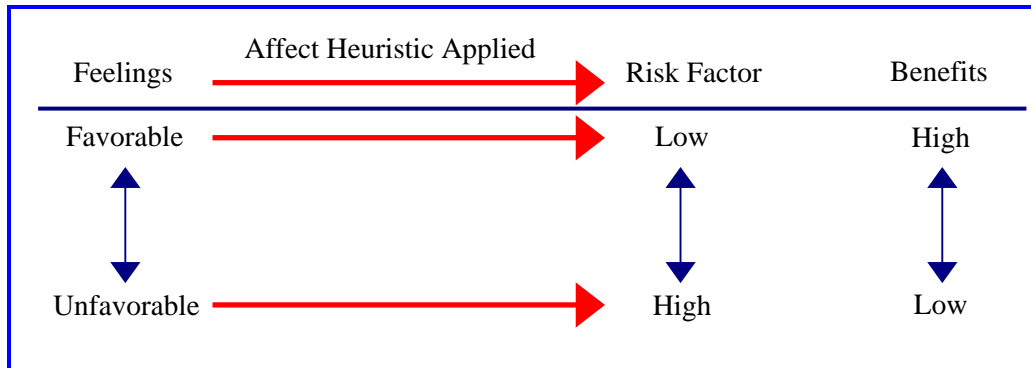 Affect Heuristic Applied
Feelings Risk Factor Benefits
Favorable Low High
Unfavorable High Low